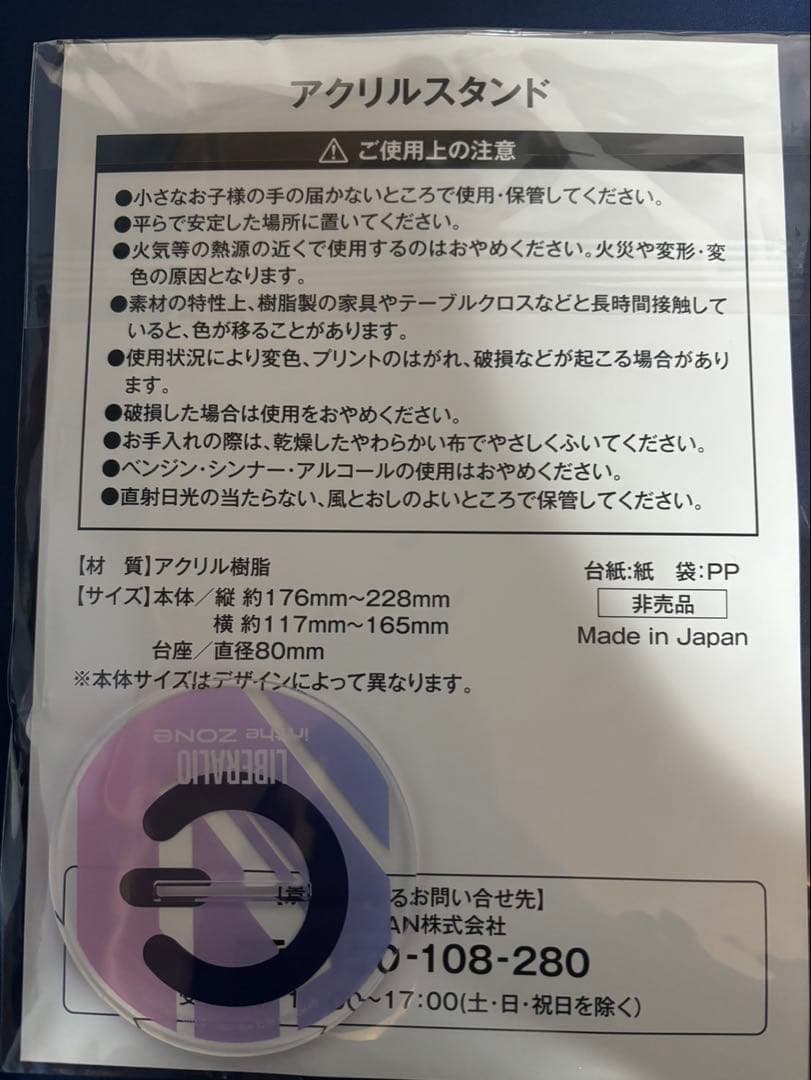 アクリルスタンド
⚠ ご使用上の注意
●小さなお子様の手の届かないところで使用・保管してください。
●平らで安定した場所に置いてください。
●火気等の熱源の近くで使用するのはおやめください。火災や変形・変
色の原因となります。
●素材の特性上、樹脂製の家具やテーブルクロスなどと長時間接触して
いると、色が移ることがあります。
●使用状況により変色、プリントのはがれ、破損などが起こる場合があり
ます。
●破損した場合は使用をおやめください。
●お手入れの際は、乾燥したやわらかい布でやさしくふいてください。
●ベンジン・シンナー・アルコールの使用はおやめください。
●直射日光の当たらない、風とおしのよいところで保管してください。
【材　質】アクリル樹脂
【サイズ】本体／縦 約176mm～228mm
横 約117mm～165mm
台座／直径80mm
※本体サイズはデザインによって異なります。
台紙:紙　袋:PP
非売品
Made in Japan
in the ZONE
LIBERALIO
るお問い合せ先】
AN株式会社
0-108-280
00～17:00(土・日・祝日を除く)